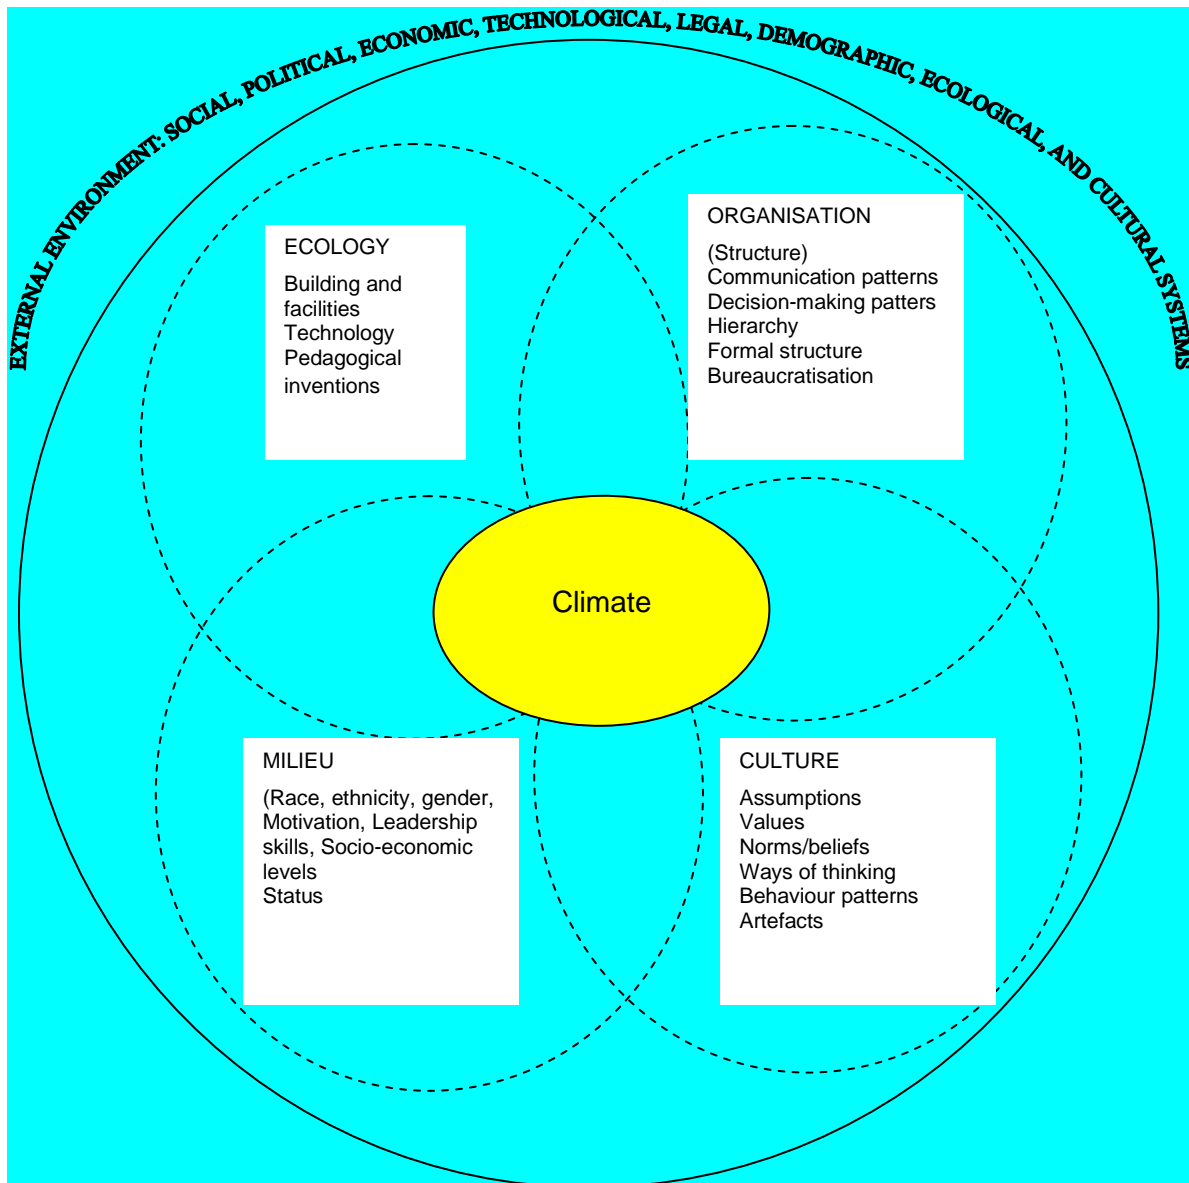 EXTERNAL ENVIRONMENT: SOCIAL, POLITICAL, ECONOMIC, TECHNOLOGICAL, LEGAL, DEMOGRAPHIC, ECOLOGICAL, AND CULTURAL SYSTEMS
ECOLOGY
Building and
facilities
Technology
Pedagogical
inventions
ORGANISATION
(Structure)
Communication patterns
Decision-making patters
Hierarchy
Formal structure
Bureaucratisation
Climate
MILIEU
(Race, ethnicity, gender,
Motivation, Leadership
skills, Socio-economic
levels
Status
CULTURE
Assumptions
Values
Norms/beliefs
Ways of thinking
Behaviour patterns
Artefacts